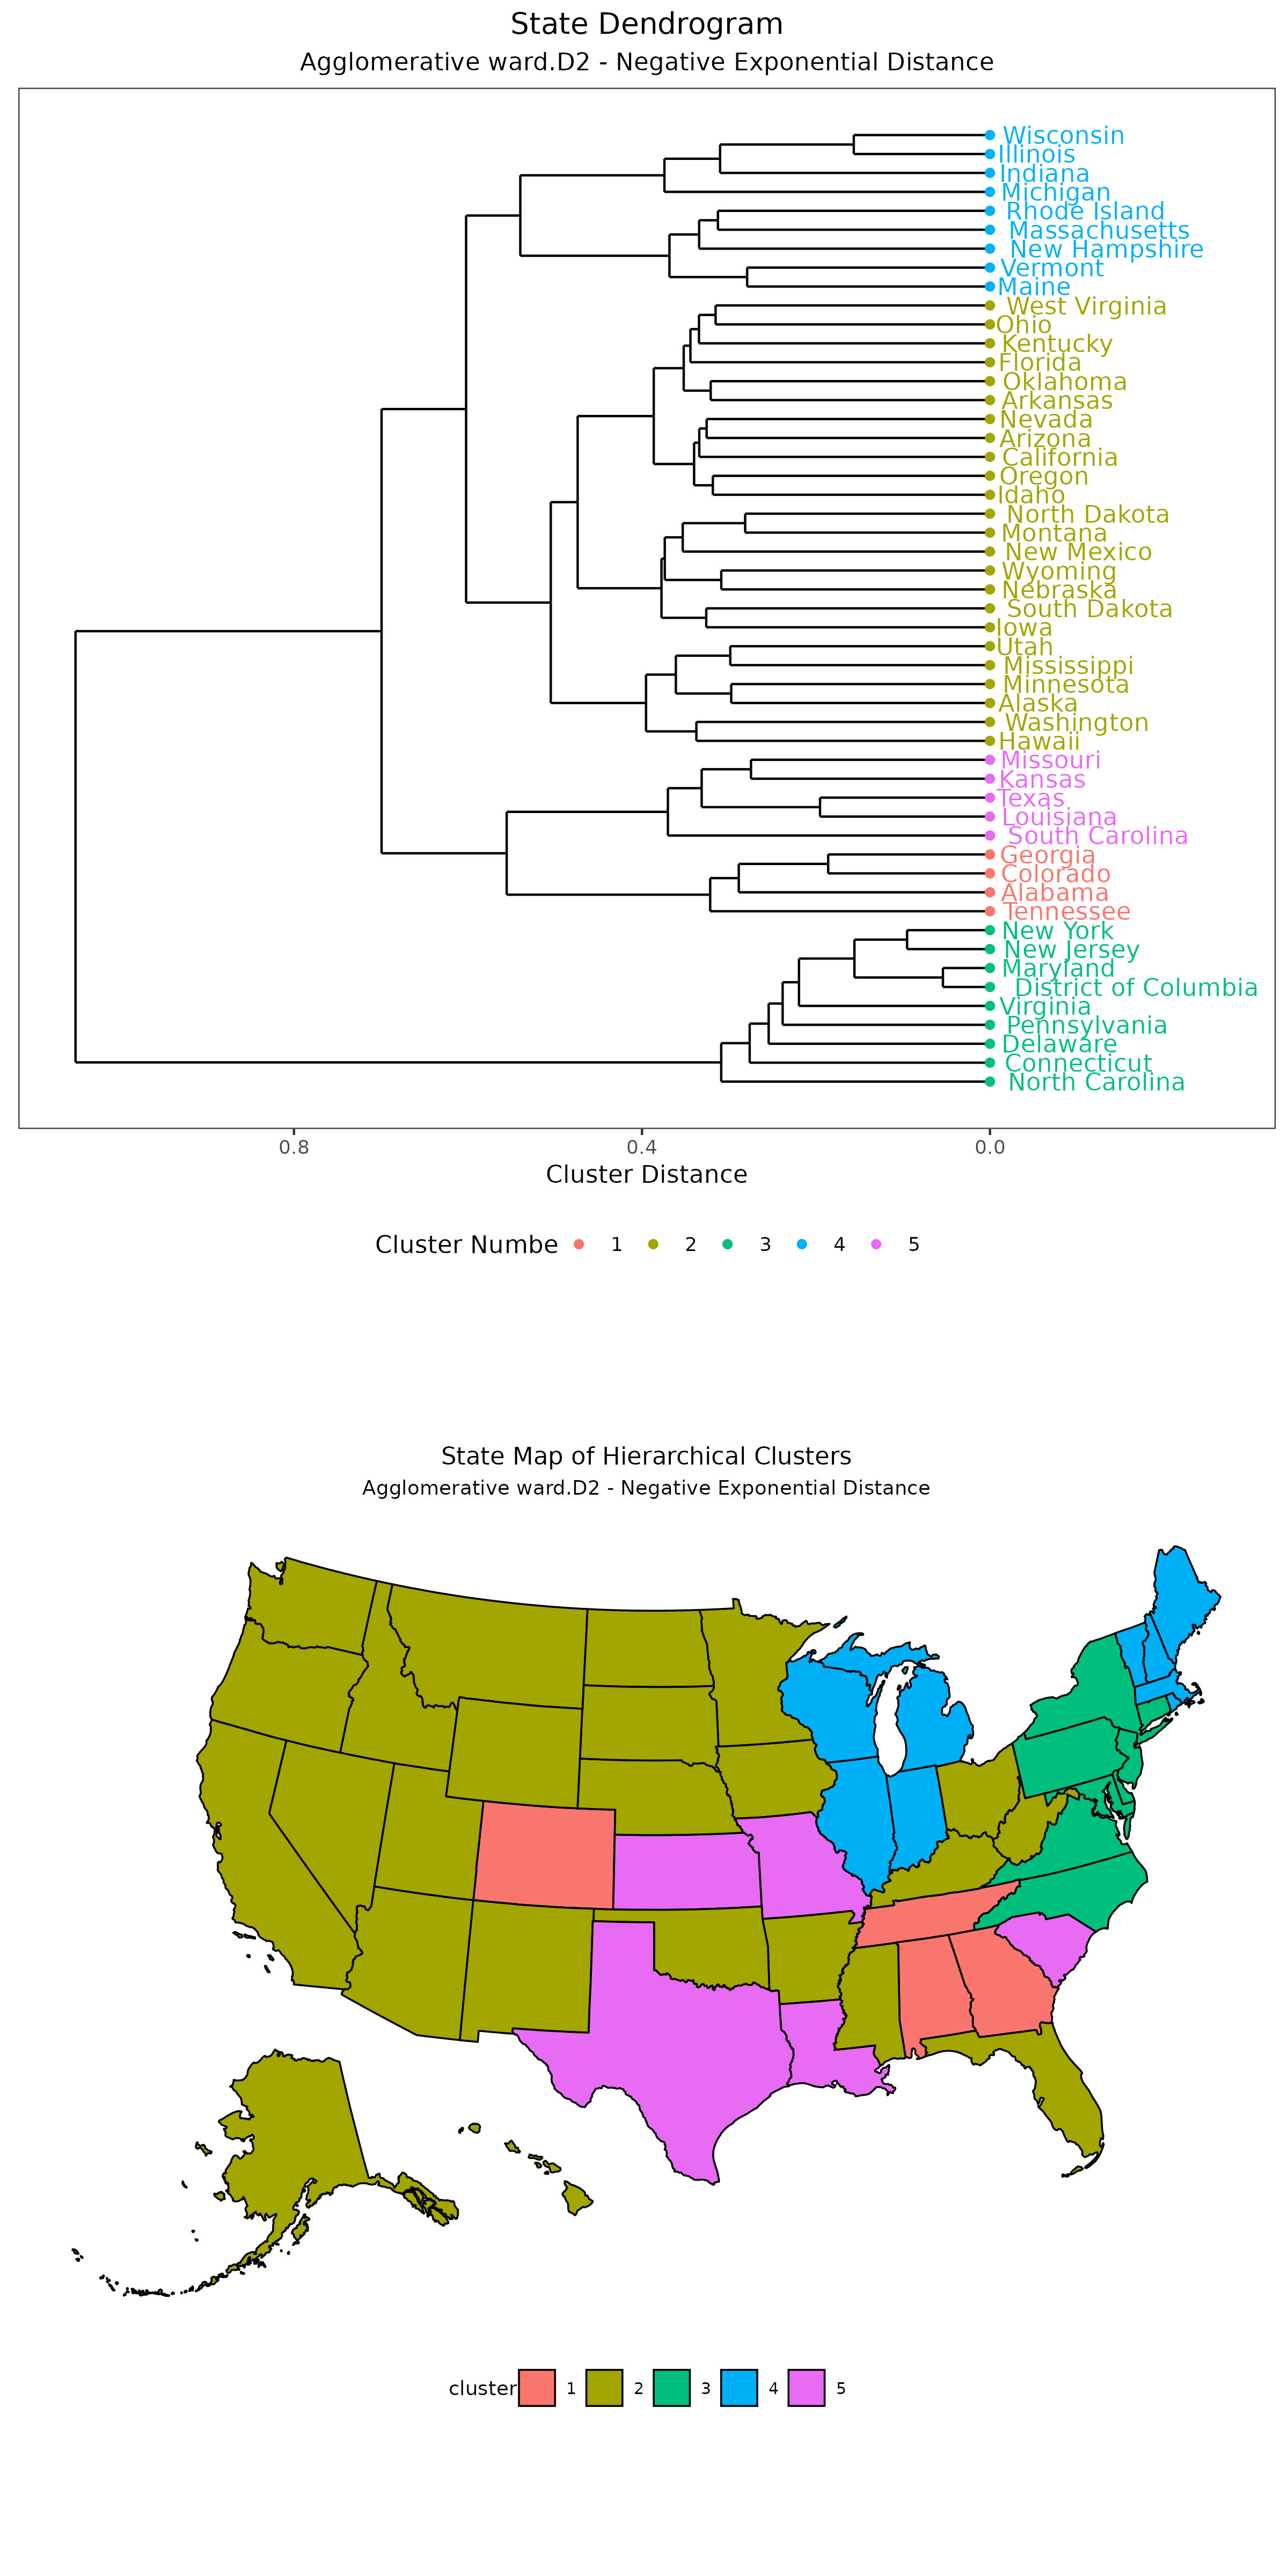 State Dendrogram
Agglomerative ward.D2 - Negative Exponential Distance
Wisconsin
Illinois
Indiana
Michigan
Rhode Island
Massachusetts
New Hampshire
Vermont
Maine
West Virginia
Ohio
Kentucky
Florida
Oklahoma
Arkansas
Nevada
Arizona
California
Oregon
Idaho
North Dakota
Montana
New Mexico
Wyoming
Nebraska
South Dakota
Iowa
Utah
Mississippi
Minnesota
Alaska
Washington
Hawaii
Missouri
Kansas
Texas
Louisiana
South Carolina
Georgia
Colorado
Alabama
Tennessee
New York
New Jersey
Maryland
District of Columbia
Virginia
Pennsylvania
Delaware
Connecticut
North Carolina
0.8 0.4 0.0
Cluster Distance
Cluster Numbe 1 2 3 4 5
State Map of Hierarchical Clusters
Agglomerative ward.D2 - Negative Exponential Distance
cluster 1 2 3 4 5